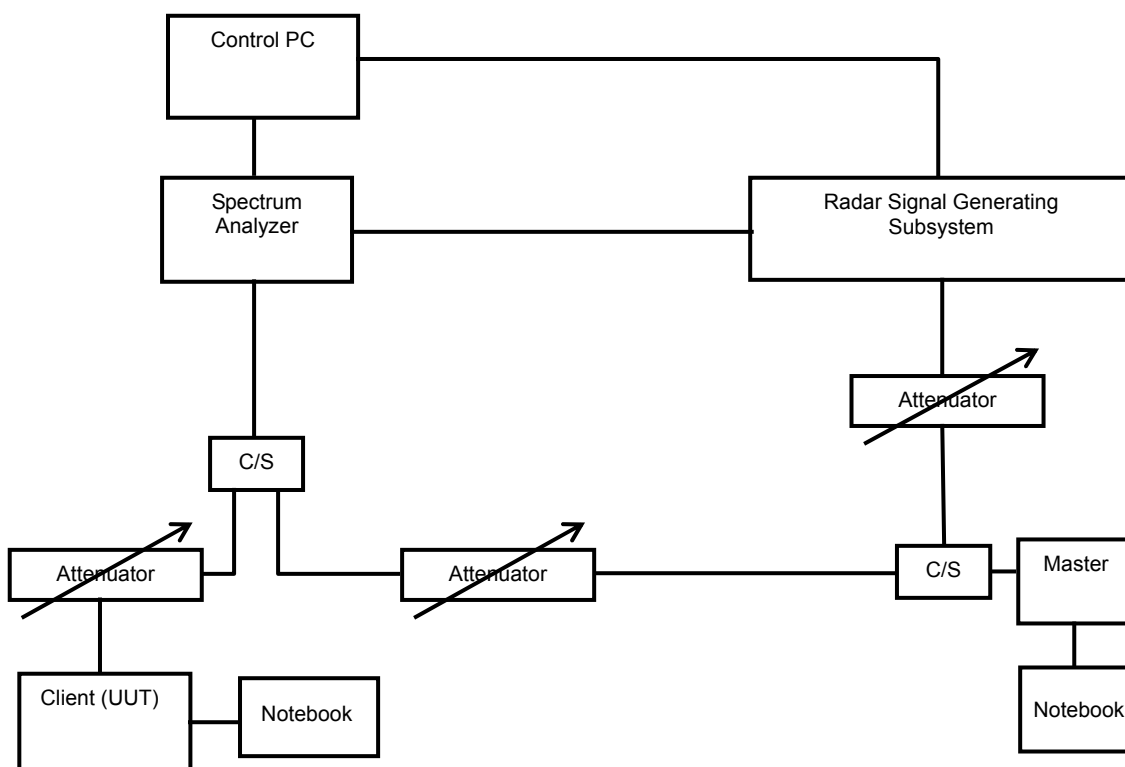 Control PC
Spectrum
Analyzer
Radar Signal Generating
Subsystem
Attenuator
C/S
Attenuator
Attenuator
C/S
Master
Client (UUT)
Notebook
Notebook